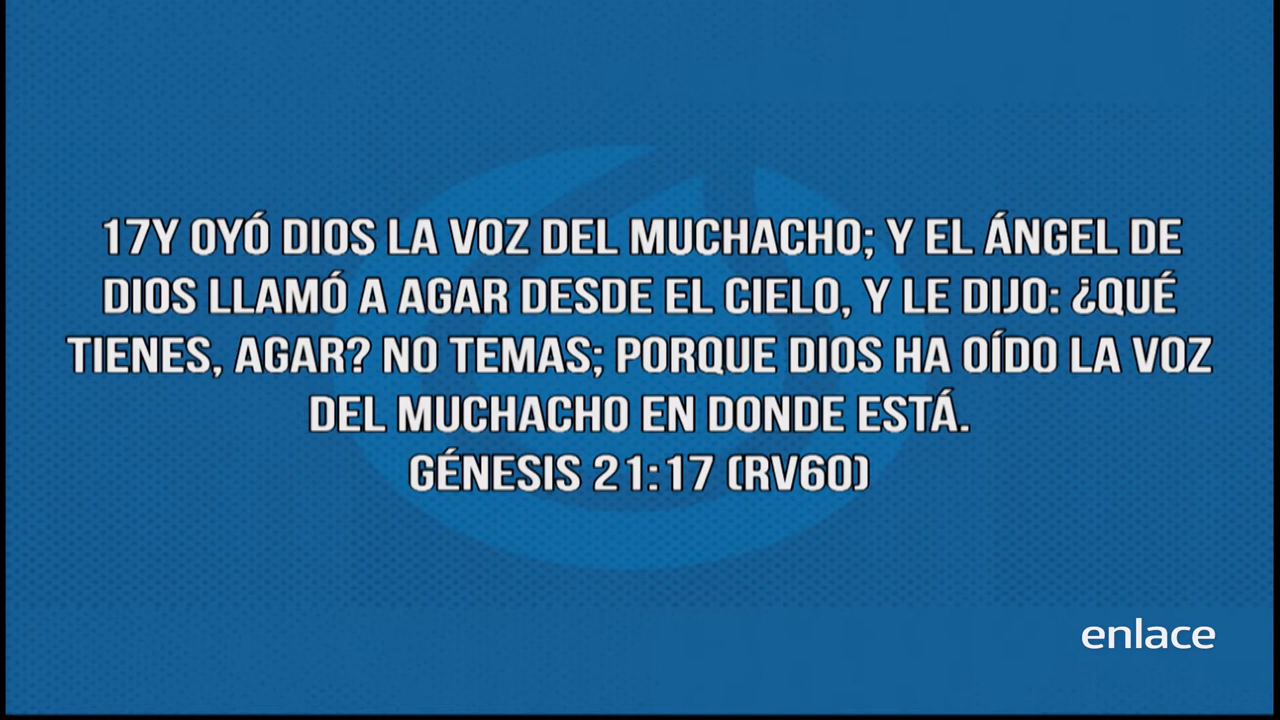 17Y OYÓ DIOS LA VOZ DEL MUCHACHO; Y EL ÁNGEL DE
DIOS LLAMÓ A AGAR DESDE EL CIELO, Y LE DIJO: ¿QUÉ
TIENES, AGAR? NO TEMAS; PORQUE DIOS HA OÍDO LA VOZ
DEL MUCHACHO EN DONDE ESTÁ.
GÉNESIS 21:17 (RV60)
enlace